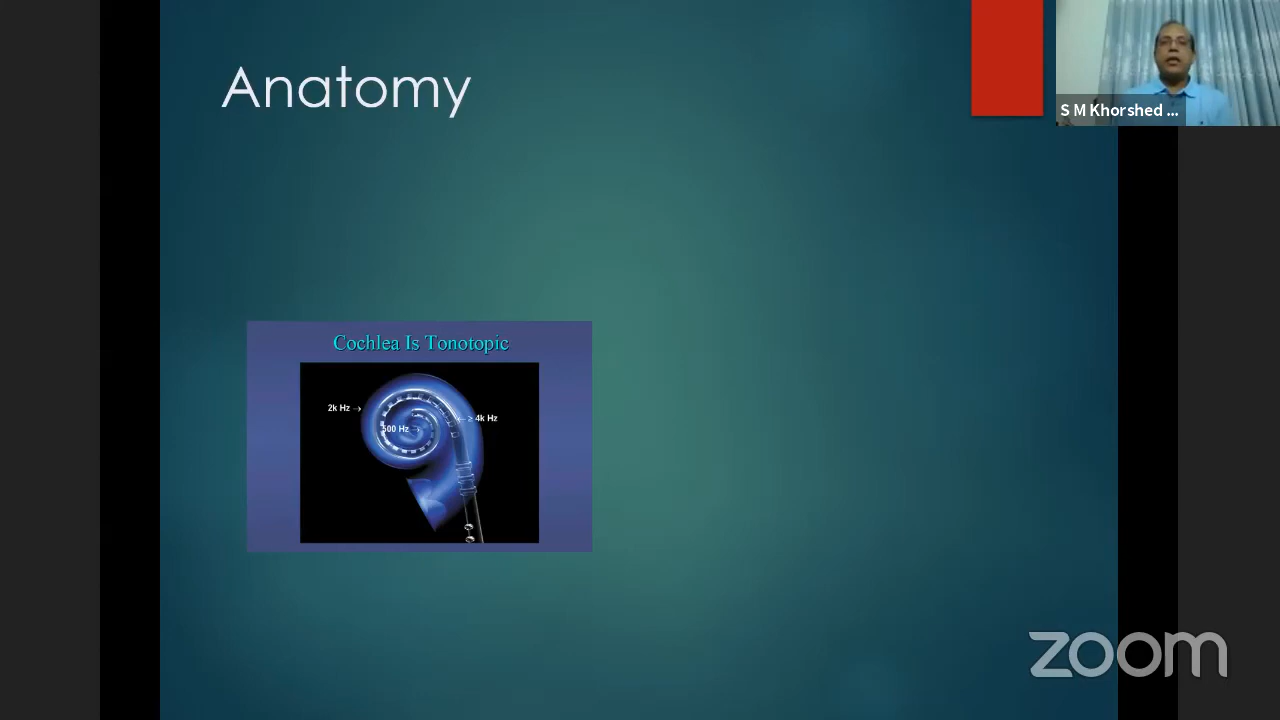 Anatomy
S M Khorshed ...
Cochlea Is Tonotopic
2k Hz →
← ≥ 4k Hz
500 Hz →
zoom